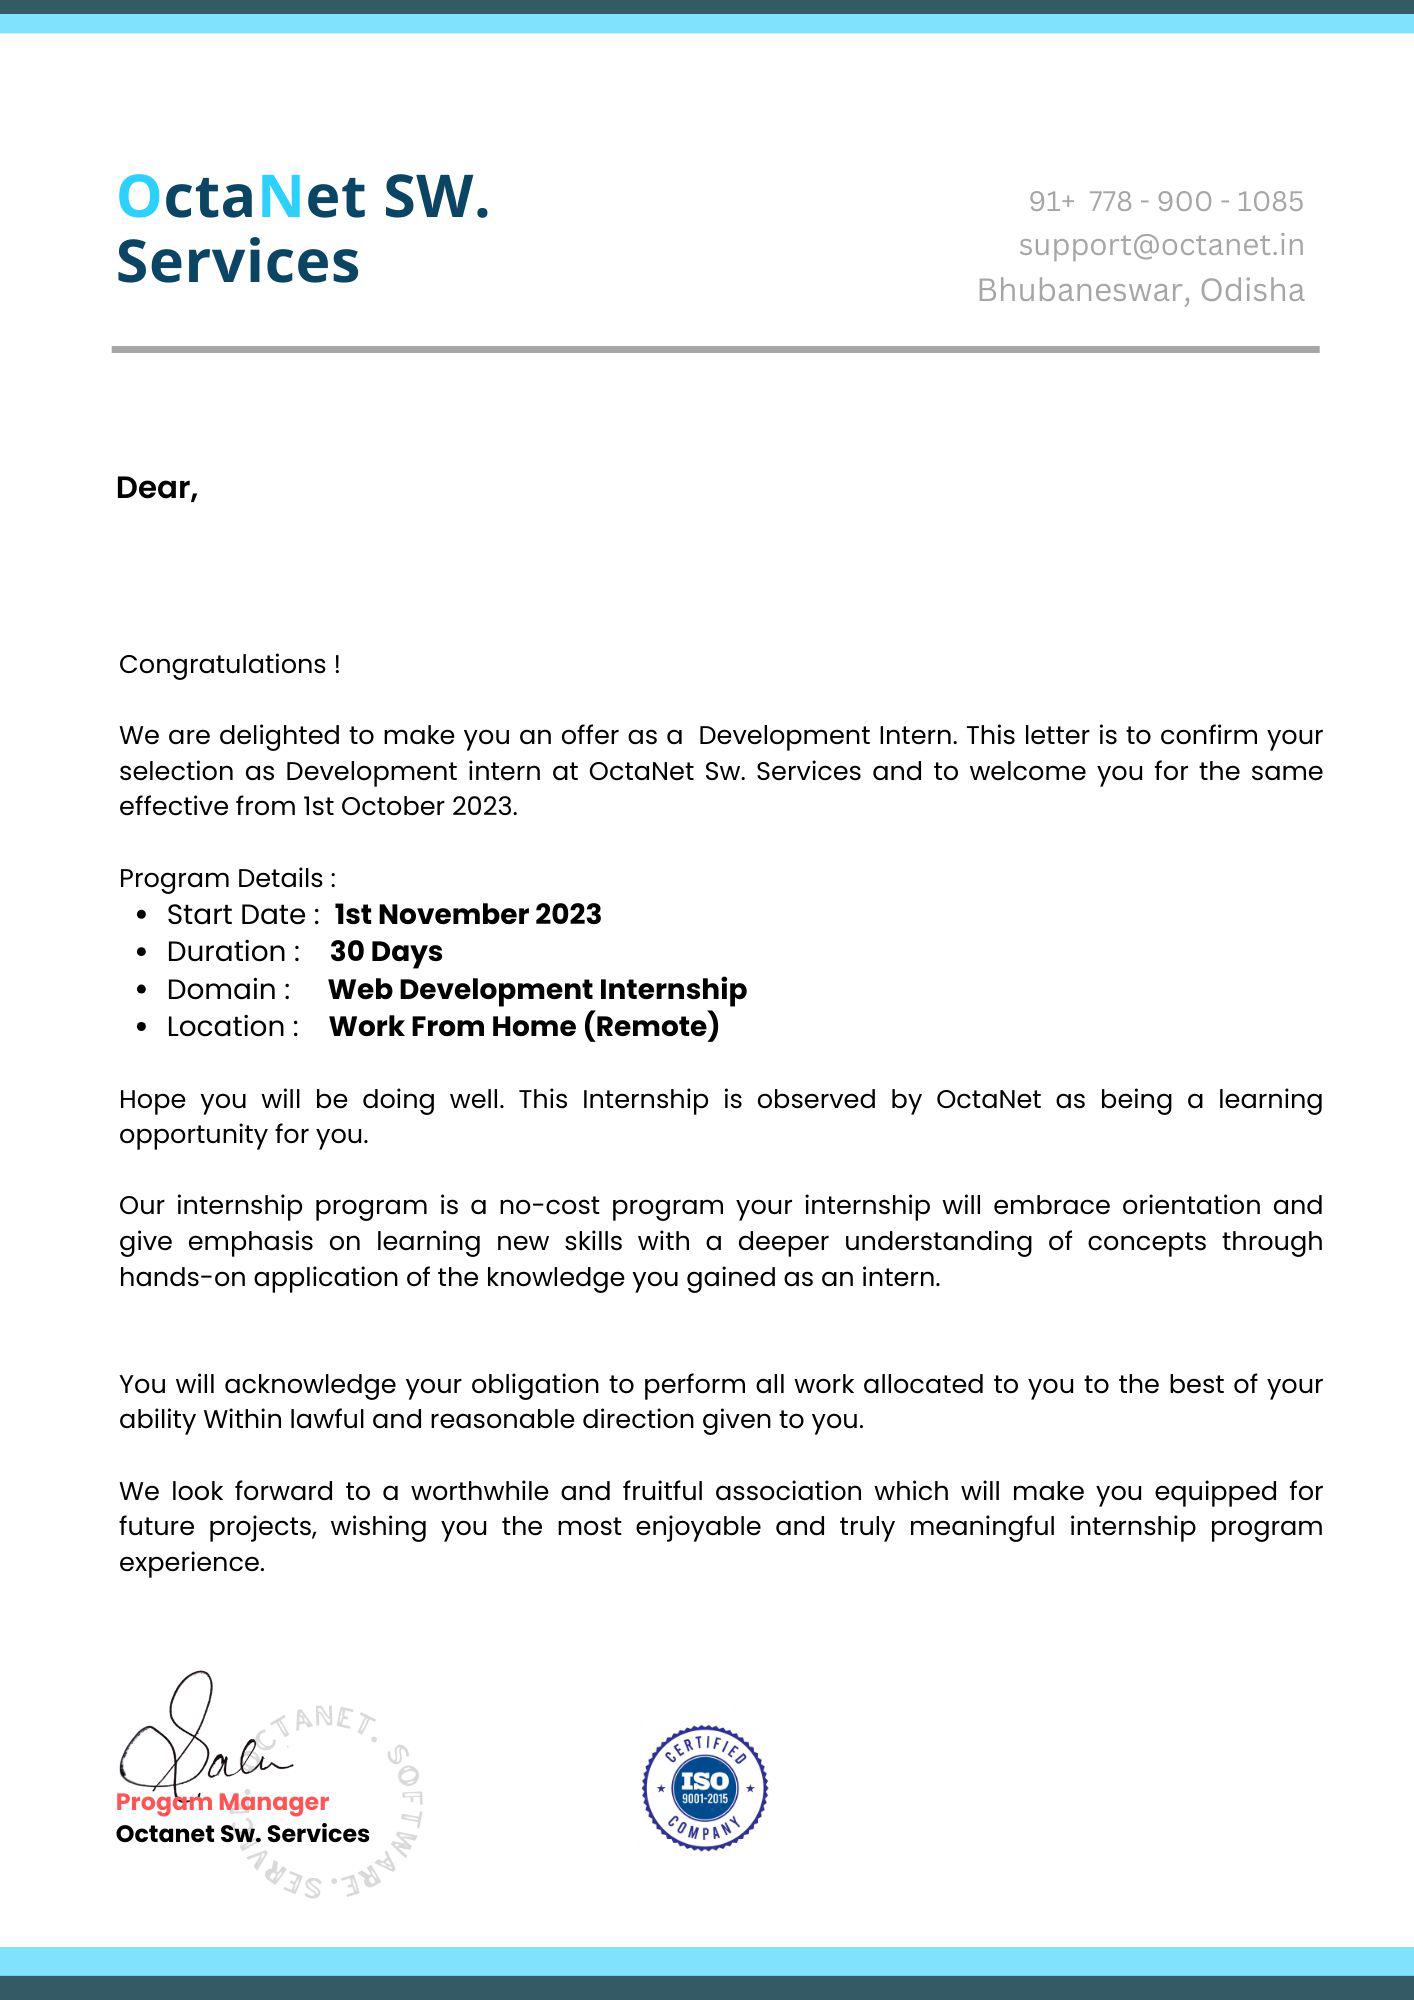 OctaNet SW.
Services
91+ 778 - 900 - 1085
support@octanet.in
Bhubaneswar, Odisha
Dear,
Congratulations !
We are delighted to make you an offer as a Development Intern. This letter is to confirm your
selection as Development intern at OctaNet Sw. Services and to welcome you for the same
effective from 1st October 2023.
Program Details :
• Start Date : 1st November 2023
• Duration : 30 Days
• Domain : Web Development Internship
• Location : Work From Home (Remote)
Hope you will be doing well. This Internship is observed by OctaNet as being a learning
opportunity for you.
Our internship program is a no-cost program your internship will embrace orientation and
give emphasis on learning new skills with a deeper understanding of concepts through
hands-on application of the knowledge you gained as an intern.
You will acknowledge your obligation to perform all work allocated to you to the best of your
ability Within lawful and reasonable direction given to you.
We look forward to a worthwhile and fruitful association which will make you equipped for
future projects, wishing you the most enjoyable and truly meaningful internship program
experience.
Progam Manager
Octanet Sw. Services
OCTANET. SOFTWARE.
CERTIFIED
ISO
9001-2015
COMPANY